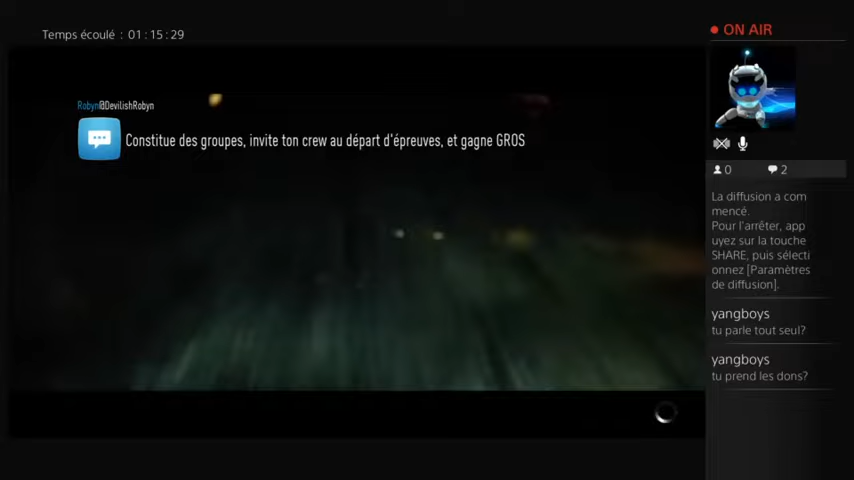 Temps écoulé : 01:15:29
ON AIR
Robyn@DevilishRobyn
Constitue des groupes, invite ton crew au départ d'épreuves, et gagne GROS
0 2
La diffusion a com
mencé.
Pour l'arrêter, app
uyez sur la touche
SHARE, puis sélecti
onnez [Paramètres
de diffusion].
yangboys
tu parle tout seul?
yangboys
tu prend les dons?